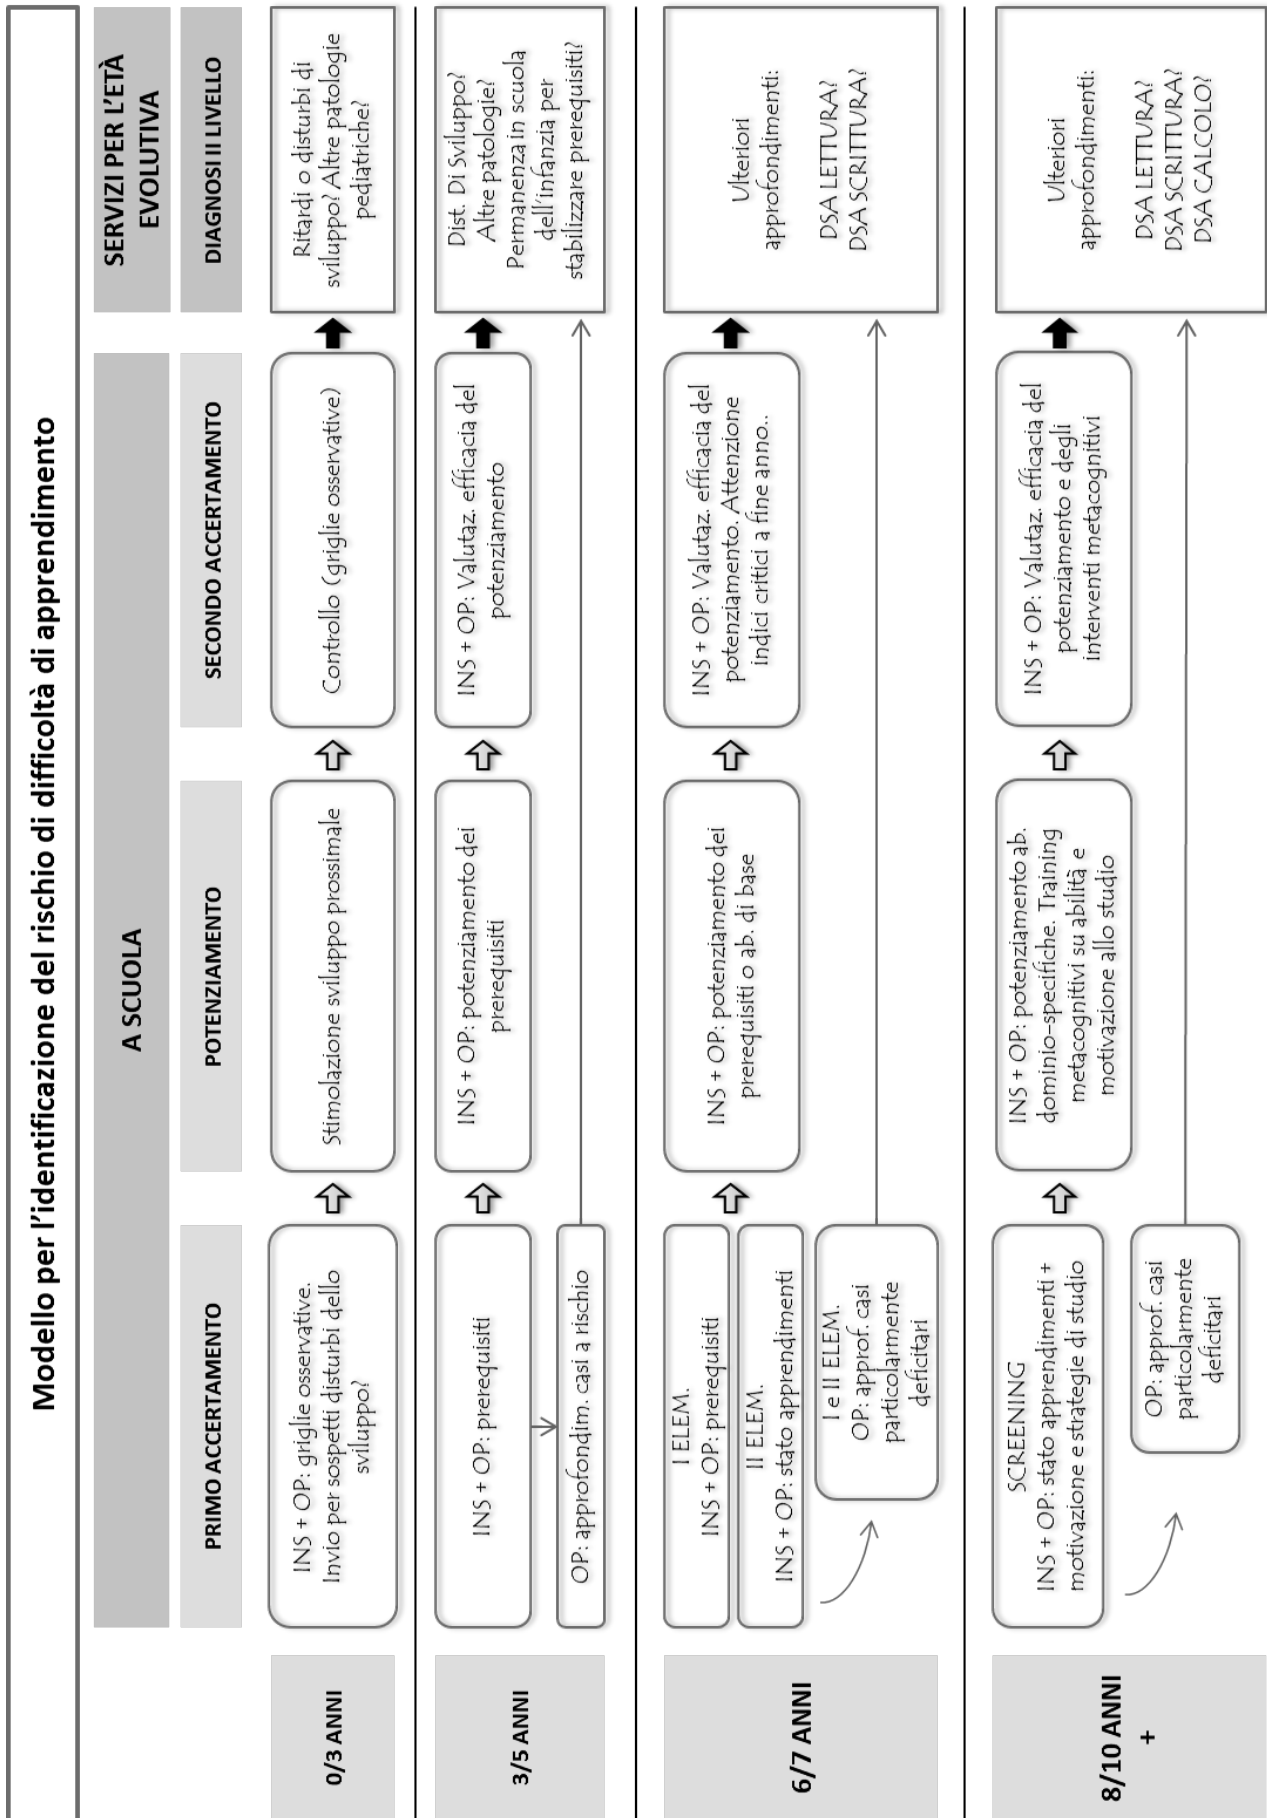 Modello per l'identificazione del rischio di difficoltà di apprendimento
A SCUOLA
SERVIZI PER L'ETÀ
EVOLUTIVA
PRIMO ACCERTAMENTO
POTENZIAMENTO
SECONDO ACCERTAMENTO
DIAGNOSI II LIVELLO
0/3 ANNI
INS + OP: griglie osservative.
Invio per sospetti disturbi dello
sviluppo?
Stimolazione sviluppo prossimale
Controllo (griglie osservative)
Ritardi o disturbi di
sviluppo? Altre patologie
pediatriche?
3/5 ANNI
INS + OP: prerequisiti
OP: approfondim. casi a rischio
INS + OP: potenziamento dei
prerequisiti
INS + OP: Valutaz. efficacia del
potenziamento
Dist. Di Sviluppo?
Altre patologie?
Permanenza in scuola
dell'infanzia per
stabilizzare prerequisiti?
6/7 ANNI
I ELEM.
INS + OP: prerequisiti
II ELEM.
INS + OP: stato apprendimenti
I e II ELEM.
OP: approf. casi
particolarmente
deficitari
INS + OP: potenziamento dei
prerequisiti o ab. di base
INS + OP: Valutaz. efficacia del
potenziamento. Attenzione
indici critici a fine anno..
Ulteriori
approfondimenti:
DSA LETTURA?
DSA SCRITTURA?
8/10 ANNI
+
SCREENING
INS + OP: stato apprendimenti +
motivazione e strategie di studio
OP: approf. casi
particolarmente
deficitari
INS + OP: potenziamento ab.
dominio-specifiche. Training
metacognitivi su abilità e
motivazione allo studio
INS + OP: Valutaz. efficacia del
potenziamento e degli
interventi metacognitivi
Ulteriori
approfondimenti:
DSA LETTURA?
DSA SCRITTURA?
DSA CALCOLO?